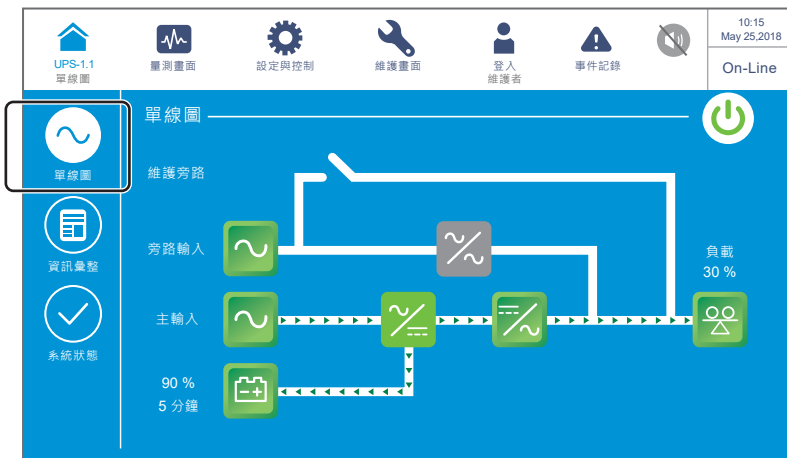 10:15
May 25,2018
On-Line
UPS-1.1
單線圖
量測畫面
設定與控制
維護畫面
登入
維護者
事件記錄
單線圖
資訊彙整
系統狀態
單線圖
維護旁路
旁路輸入
主輸入
90 %
5 分鐘
負載
30 %